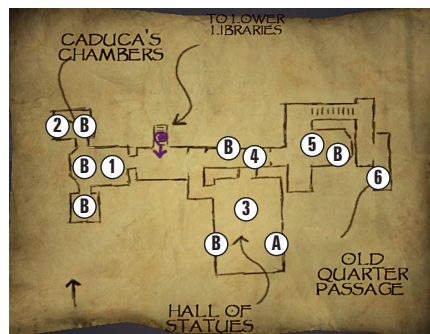 TO LOWER
LIBRARIES
CADUCA'S
CHAMBERS
2 B
B 1
B
B 4
5 B
6
3
B A
OLD
QUARTER
PASSAGE
HALL OF
STATUES